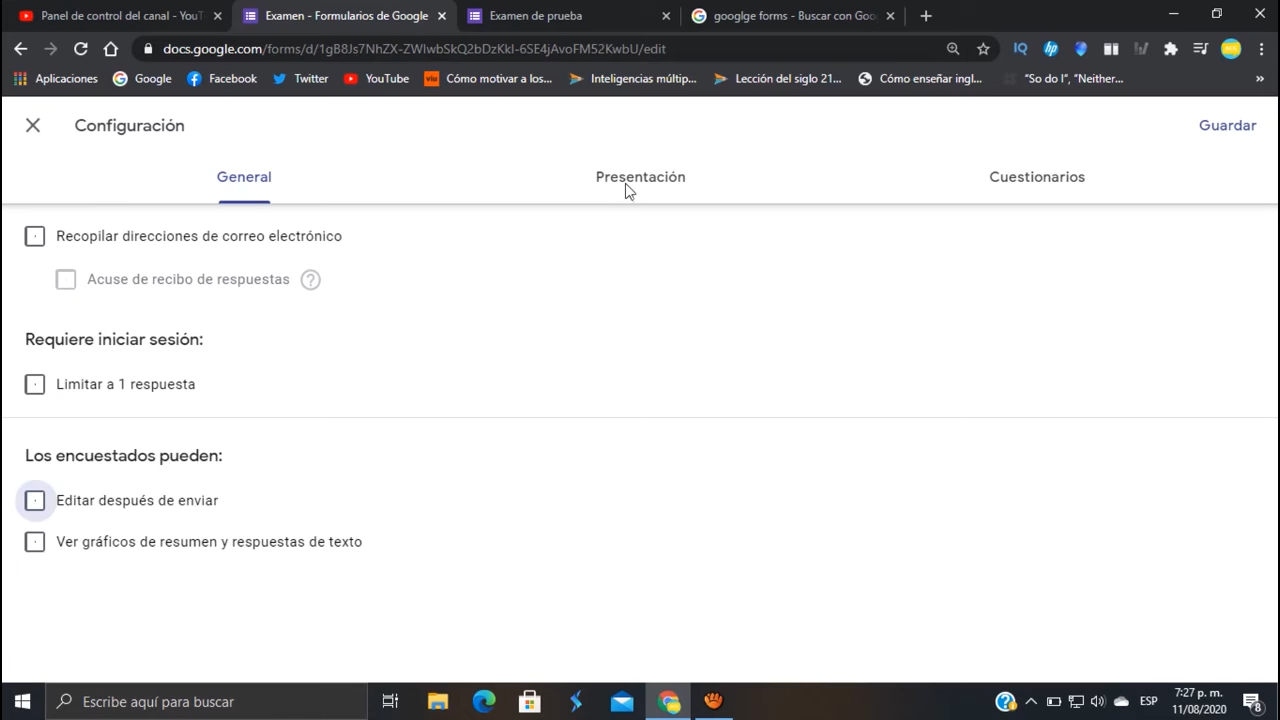 Panel de control del canal - YouT
Examen - Formularios de Google
Examen de prueba
googlge forms - Buscar con Goo
docs.google.com/forms/d/1gB8Js7NhZX-ZWlwbSkQ2bDzKkI-6SE4jAvoFM52KwbU/edit
Aplicaciones
Google
Facebook
Twitter
YouTube
Cómo motivar a los...
Inteligencias múltip...
Lección del siglo 21...
Cómo enseñar ingl...
"So do I", "Neither...
»
Configuración
Guardar
General
Presentación
Cuestionarios
Recopilar direcciones de correo electrónico
Acuse de recibo de respuestas
Requiere iniciar sesión:
Limitar a 1 respuesta
Los encuestados pueden:
Editar después de enviar
Ver gráficos de resumen y respuestas de texto
Escribe aquí para buscar
ESP
7:27 p. m.
11/08/2020
8